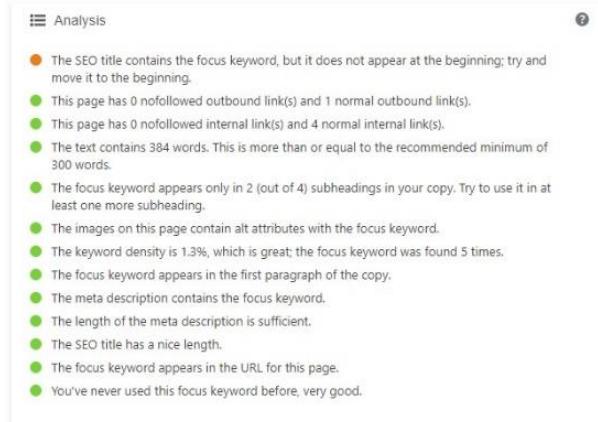 Analysis
?
The SEO title contains the focus keyword, but it does not appear at the beginning; try and
move it to the beginning.
This page has 0 nofollowed outbound link(s) and 1 normal outbound link(s).
This page has 0 nofollowed internal link(s) and 4 normal internal link(s).
The text contains 384 words. This is more than or equal to the recommended minimum of
300 words.
The focus keyword appears only in 2 (out of 4) subheadings in your copy. Try to use it in at
least one more subheading.
The images on this page contain alt attributes with the focus keyword.
The keyword density is 1.3%, which is great; the focus keyword was found 5 times.
The focus keyword appears in the first paragraph of the copy.
The meta description contains the focus keyword.
The length of the meta description is sufficient.
The SEO title has a nice length.
The focus keyword appears in the URL for this page.
You've never used this focus keyword before, very good.